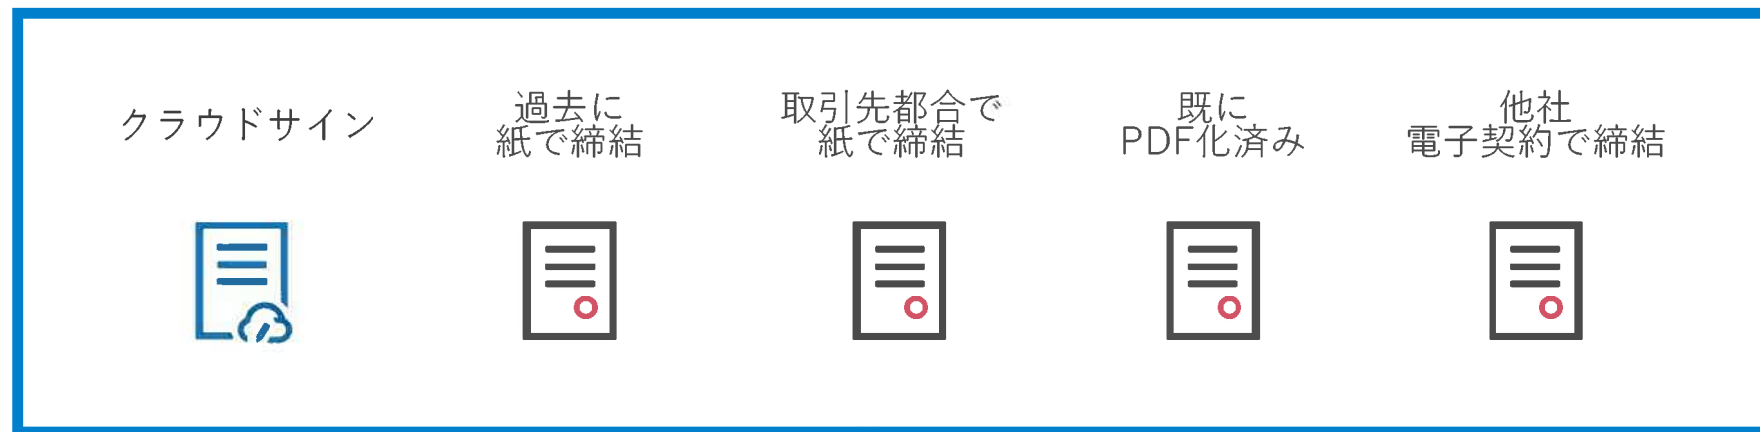 クラウドサイン
過去に
紙で締結
取引先都合で
紙で締結
既に
PDF化済み
他社
電子契約で締結